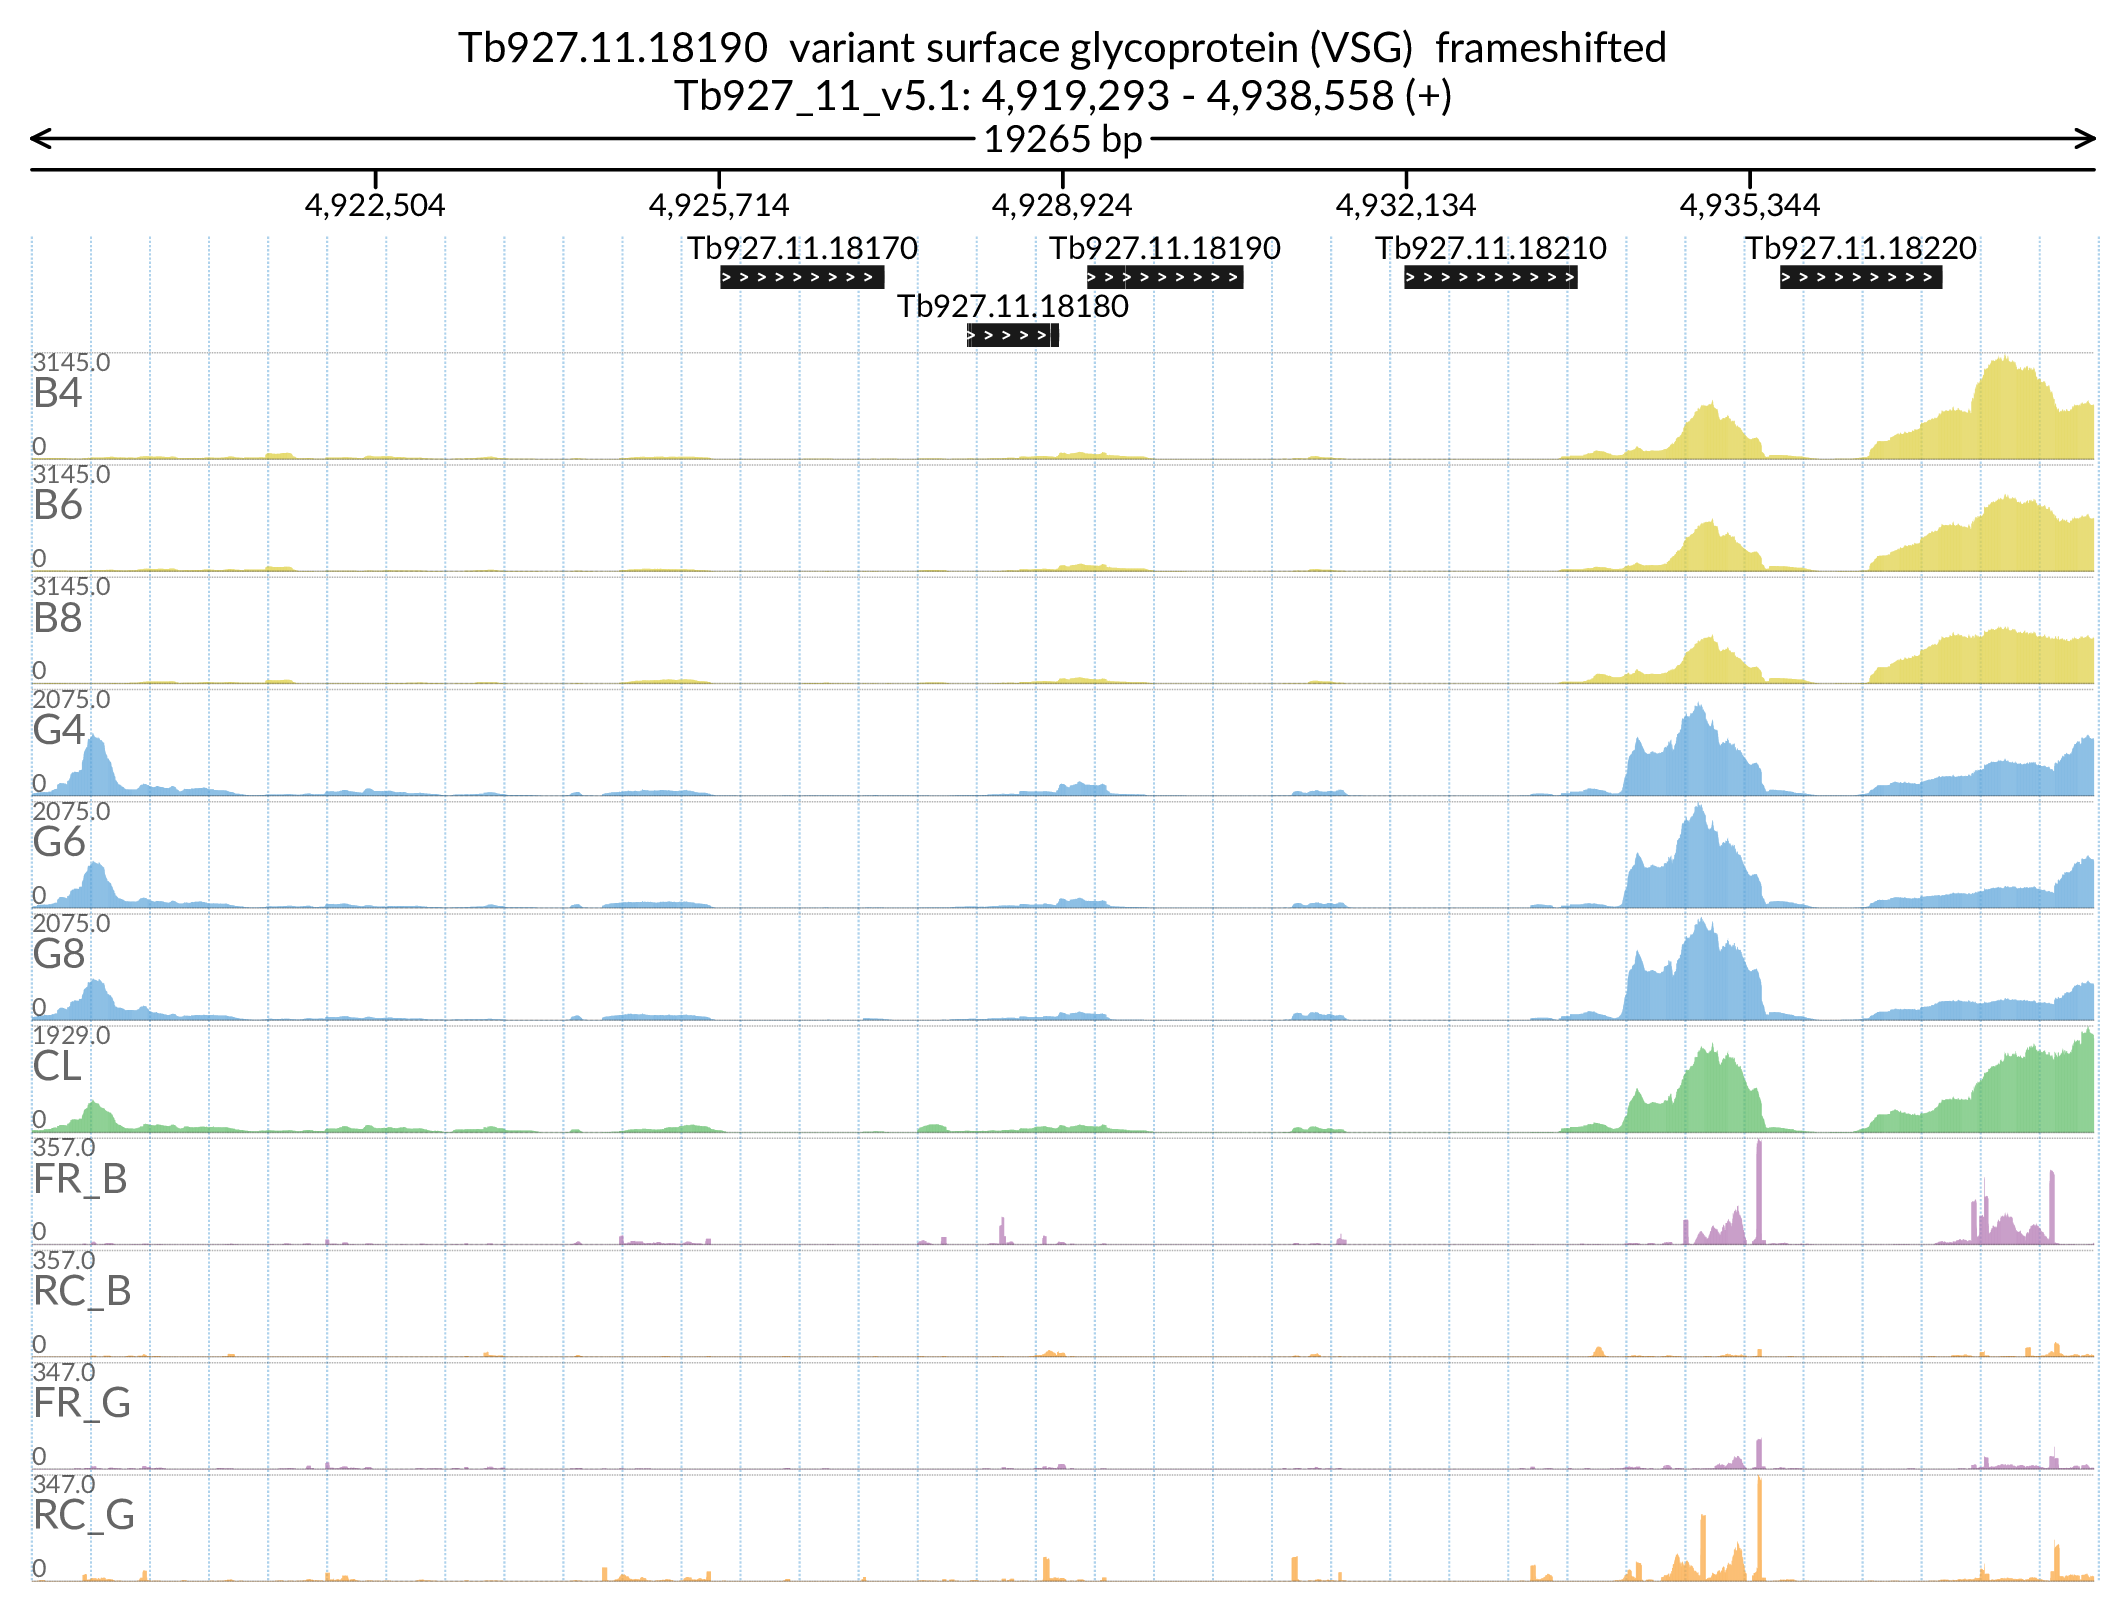 Tb927.11.18190  variant surface glycoprotein (VSG)  frameshifted
Tb927_11_v5.1: 4,919,293 - 4,938,558 (+)
19265 bp
4,922,504 4,925,714 4,928,924 4,932,134 4,935,344
Tb927.11.18170 Tb927.11.18190 Tb927.11.18210 Tb927.11.18220
Tb927.11.18180
3145.0
B4
0
3145.0
B6
0
3145.0
B8
0
2075.0
G4
0
2075.0
G6
0
2075.0
G8
0
1929.0
CL
0
357.0
FR_B
0
357.0
RC_B
0
347.0
FR_G
0
347.0
RC_G
0